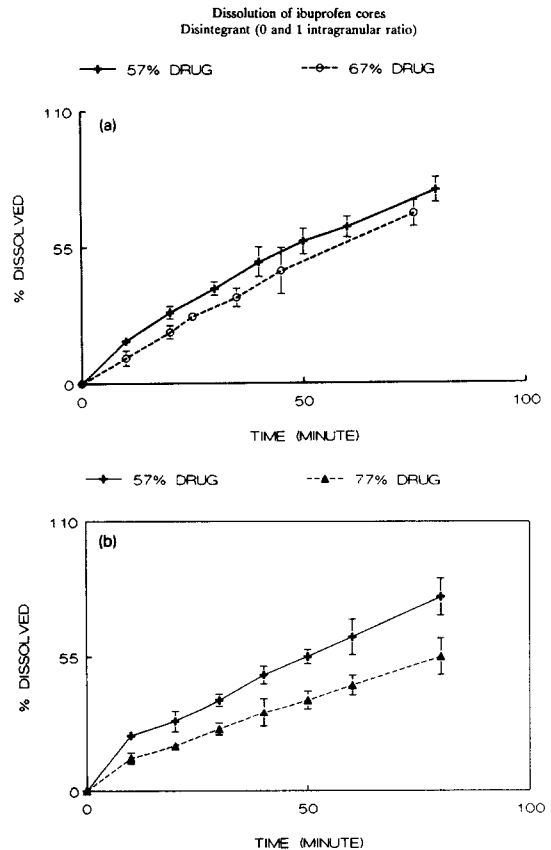 Dissolution of ibuprofen cores
Disintegrant (0 and 1 intragranular ratio)
57% DRUG 67% DRUG
110
(a)
% DISSOLVED
55
0
0 50 100
TIME (MINUTE)
57% DRUG 77% DRUG
110
(b)
% DISSOLVED
55
0
0 50 100
TIME (MINUTE)